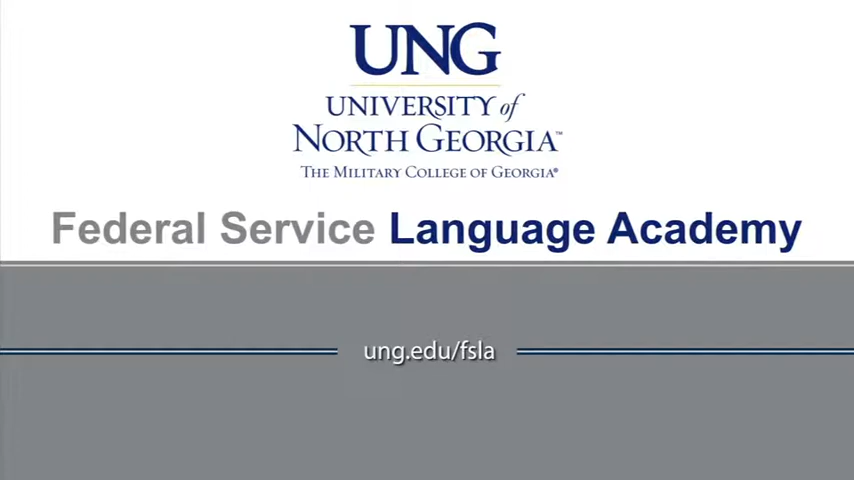 UNG
UNIVERSITY of
NORTH GEORGIA™
THE MILITARY COLLEGE OF GEORGIA®
Federal Service Language Academy
ung.edu/fsla